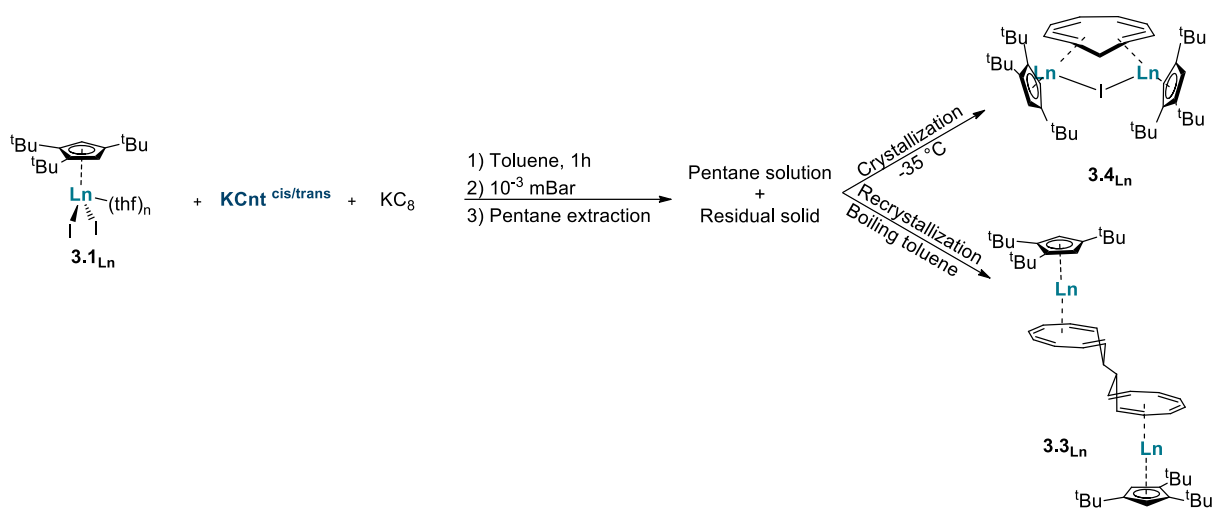 ᵗBu
ᵗBu
ᵗBu
Ln
(thf)ₙ
I
I
3.1Ln
+
KCnt cis/trans
+
KC₈
1) Toluene, 1h
2) 10⁻³ mBar
3) Pentane extraction
Pentane solution
+
Residual solid
Crystallization
-35 °C
Recrystallization
Boiling toluene
ᵗBu
ᵗBu
ᵗBu
ᵗBu
Ln
Ln
I
ᵗBu
ᵗBu
3.4Ln
ᵗBu
ᵗBu
ᵗBu
Ln
3.3Ln
Ln
ᵗBu
ᵗBu
ᵗBu